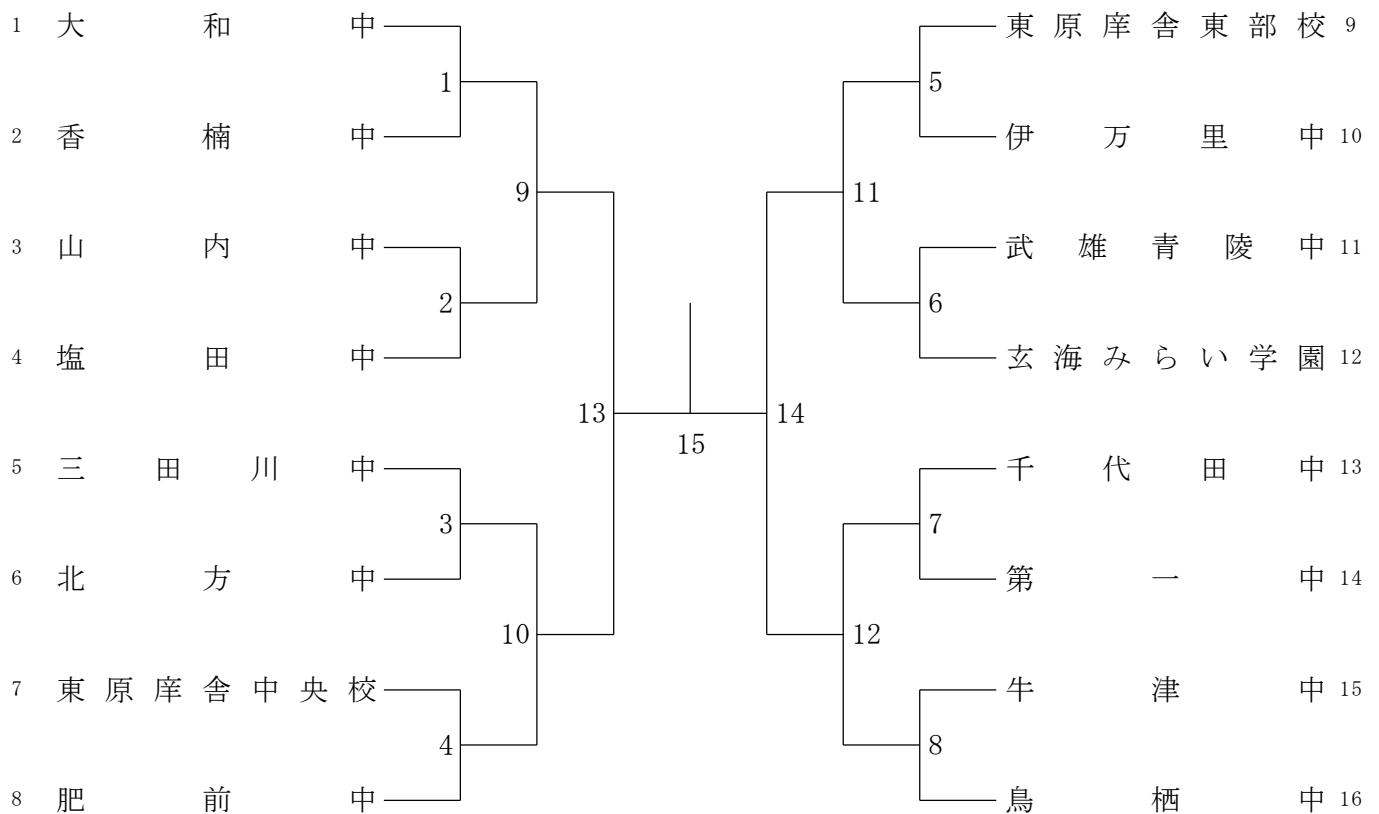 1 大和中 東原庠舎東部校 9
1 5
2 香楠中 伊万里中 10
9 11
3 山内中 武雄青陵中 11
2 6
4 塩田中 玄海みらい学園 12
13 14
15
5 三田川中 千代田中 13
3 7
6 北方中 第一中 14
10 12
7 東原庠舎中央校 牛津中 15
4 8
8 肥前中 鳥栖中 16